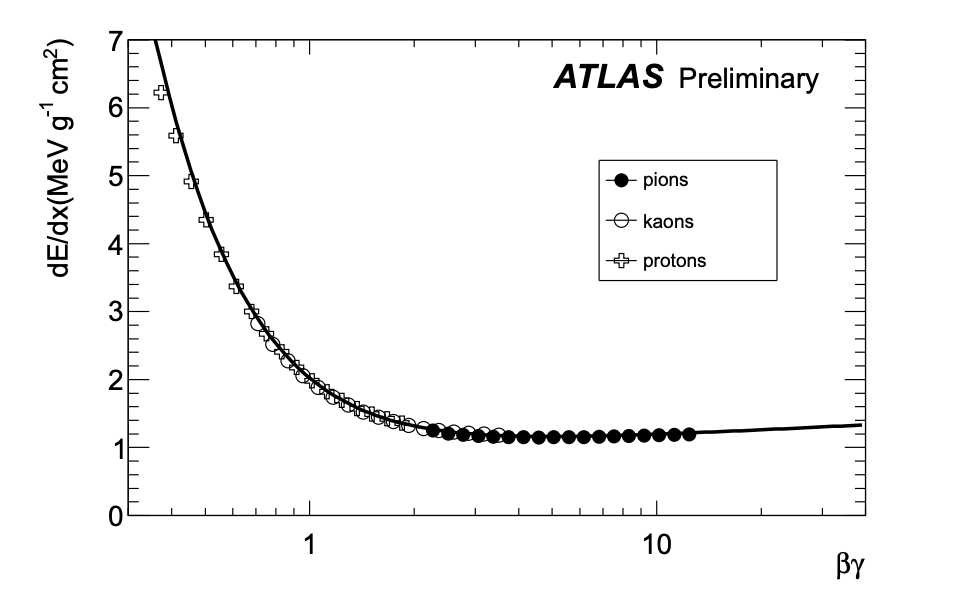 ATLAS Preliminary
dE/dx(MeV g⁻¹ cm²)
7
6
5
4
3
2
1
0
pions
kaons
protons
1
10
βγ